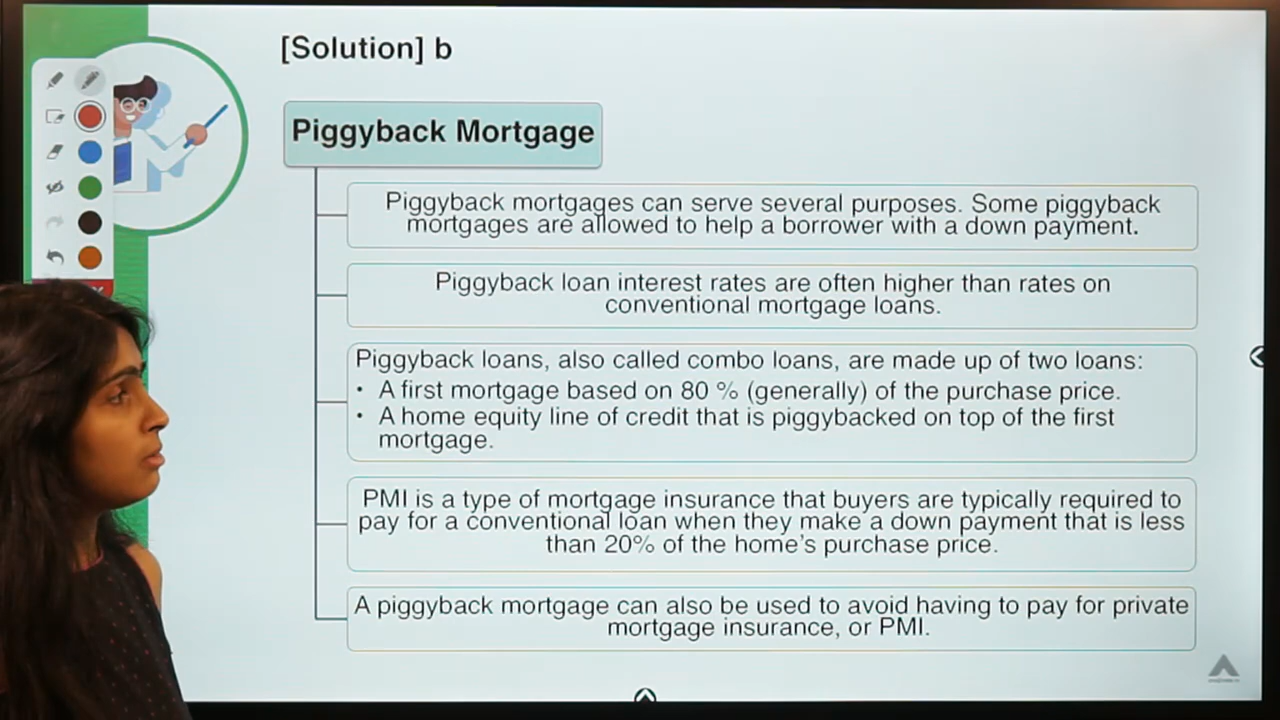 [Solution] b
Piggyback Mortgage
Piggyback mortgages can serve several purposes. Some piggyback
mortgages are allowed to help a borrower with a down payment.
Piggyback loan interest rates are often higher than rates on
conventional mortgage loans.
Piggyback loans, also called combo loans, are made up of two loans:
• A first mortgage based on 80 % (generally) of the purchase price.
• A home equity line of credit that is piggybacked on top of the first
mortgage.
PMI is a type of mortgage insurance that buyers are typically required to
pay for a conventional loan when they make a down payment that is less
than 20% of the home's purchase price.
A piggyback mortgage can also be used to avoid having to pay for private
mortgage insurance, or PMI.